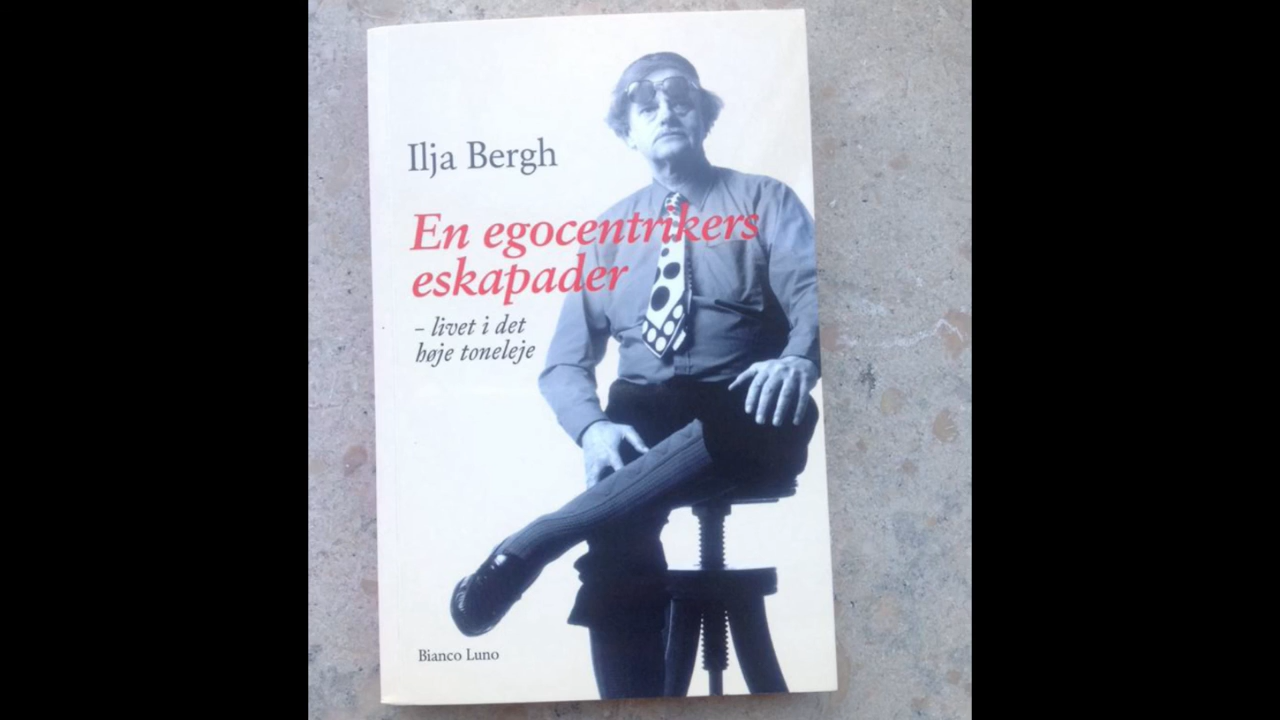 Ilja Bergh
En egocentrikers
eskapader
– livet i det
høje toneleje
Bianco Luno